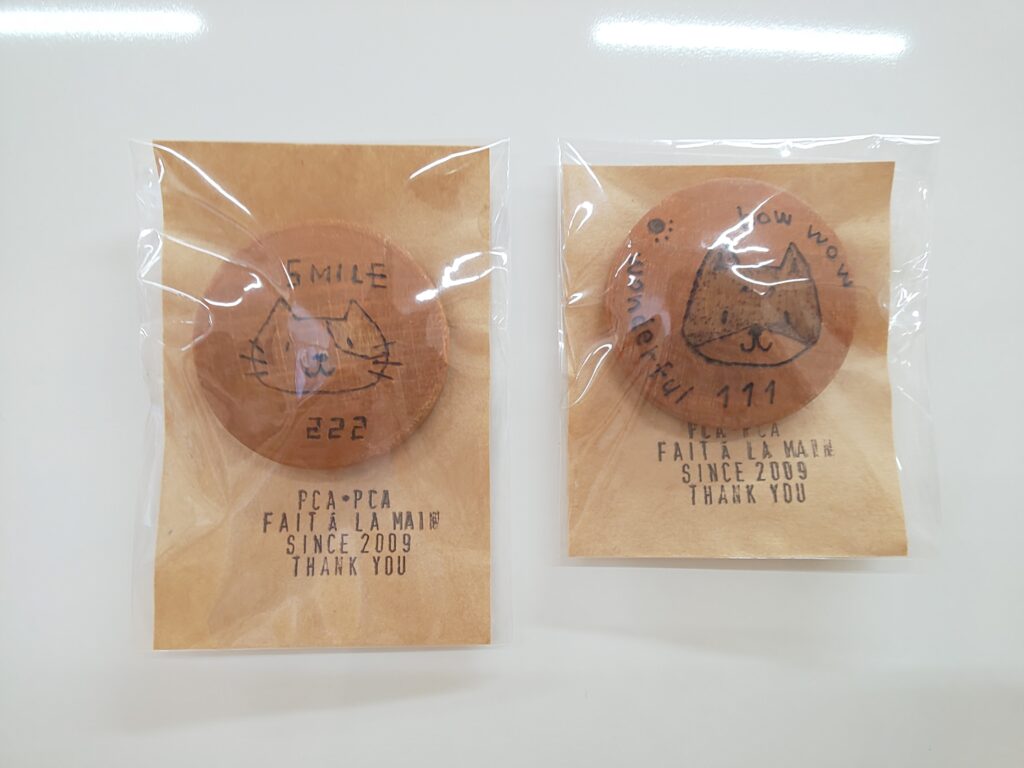 SMILE
222
PCA•PCA
FAIT À LA MAIN
SINCE 2009
THANK YOU
bow wow
wonderful
111
PCA•PCA
FAIT À LA MAIN
SINCE 2009
THANK YOU